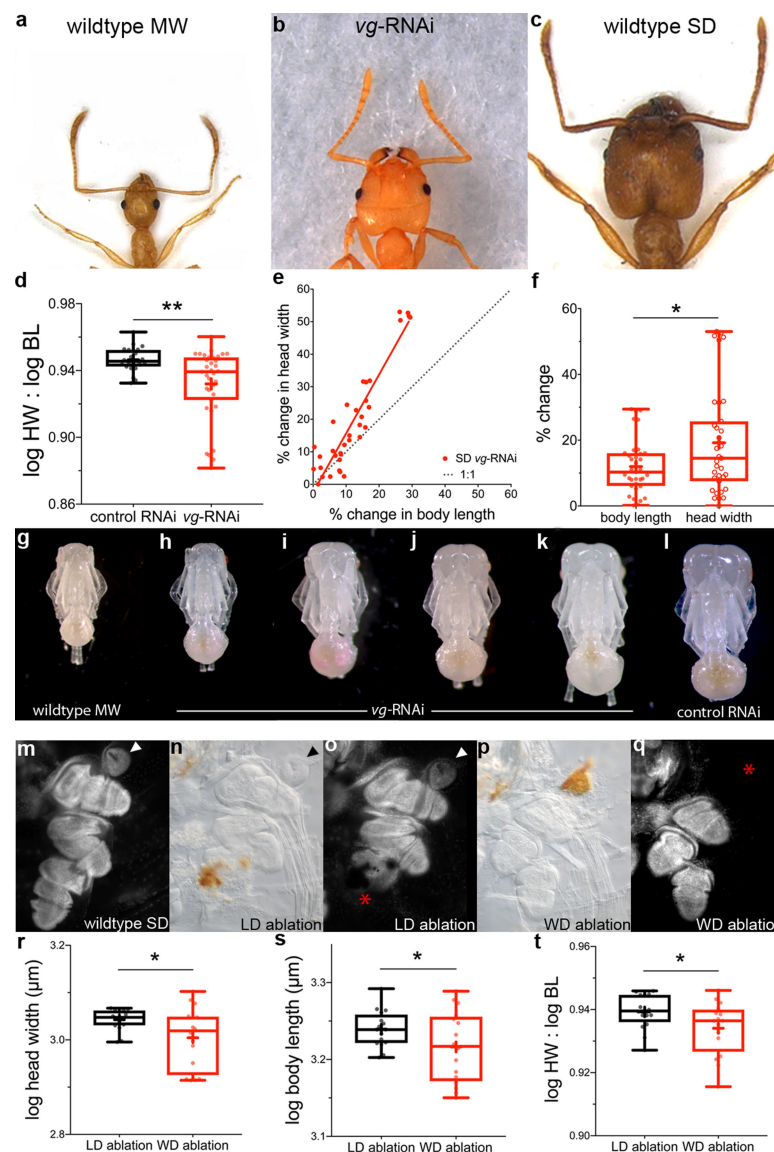 a wildtype MW
b vg-RNAi
c wildtype SD
d
log HW : log BL
0.98
0.94
0.90
0.86
**
control RNAi vg-RNAi
e
% change in head width
60
50
40
30
20
10
0
0 10 20 30 40 50 60
SD vg-RNAi
1:1
% change in body length
f
% change
60
40
20
0
*
body length head width
g h i j k l
wildtype MW vg-RNAi control RNAi
m n o p q
* *
wildtype SD LD ablation LD ablation WD ablation WD ablation
r
log head width (µm)
3.2
3.0
2.8
*
LD ablation WD ablation
s
log body length (µm)
3.3
3.2
3.1
*
LD ablation WD ablation
t
log HW : log BL
0.96
0.94
0.92
0.90
*
LD ablation WD ablation